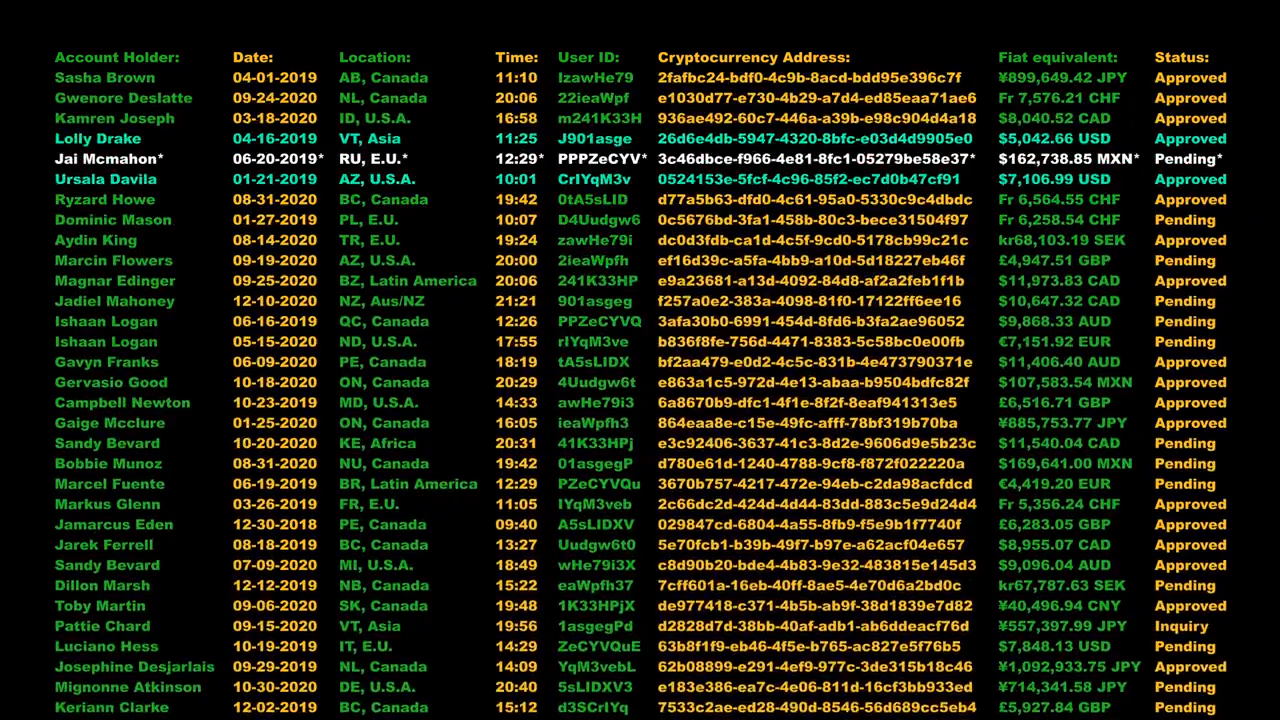 Account Holder: Date: Location: Time: User ID: Cryptocurrency Address: Fiat equivalent: Status:
Sasha Brown 04-01-2019 AB, Canada 11:10 IzawHe79 2fafbc24-bdf0-4c9b-8acd-bdd95e396c7f ¥899,649.42 JPY Approved
Gwenore Deslatte 09-24-2020 NL, Canada 20:06 22ieaWpf e1030d77-e730-4b29-a7d4-ed85eaa71ae6 Fr 7,576.21 CHF Approved
Kamren Joseph 03-18-2020 ID, U.S.A. 16:58 m241K33H 936ae492-60c7-446a-a39b-e98c904d4a18 $8,040.52 CAD Approved
Lolly Drake 04-16-2019 VT, Asia 11:25 J901asge 26d6e4db-5947-4320-8bfc-e03d4d9905e0 $5,042.66 USD Approved
Jai Mcmahon* 06-20-2019* RU, E.U.* 12:29* PPPZeCYV* 3c46dbce-f966-4e81-8fc1-05279be58e37* $162,738.85 MXN* Pending*
Ursala Davila 01-21-2019 AZ, U.S.A. 10:01 CrIYqM3v 0524153e-5fcf-4c96-85f2-ec7d0b47cf91 $7,106.99 USD Approved
Ryzard Howe 08-31-2020 BC, Canada 19:42 0tA5sLID d77a5b63-dfd0-4c61-95a0-5330c9c4dbdc Fr 6,564.55 CHF Approved
Dominic Mason 01-27-2019 PL, E.U. 10:07 D4Uudgw6 0c5676bd-3fa1-458b-80c3-bece31504f97 Fr 6,258.54 CHF Pending
Aydin King 08-14-2020 TR, E.U. 19:24 zawHe79i dc0d3fdb-ca1d-4c5f-9cd0-5178cb99c21c kr68,103.19 SEK Approved
Marcin Flowers 09-19-2020 AZ, U.S.A. 20:00 2ieaWpfh ef16d39c-a5fa-4bb9-a10d-5d18227eb46f £4,947.51 GBP Pending
Magnar Edinger 09-25-2020 BZ, Latin America 20:06 241K33HP e9a23681-a13d-4092-84d8-af2a2feb1f1b $11,973.83 CAD Approved
Jadiel Mahoney 12-10-2020 NZ, Aus/NZ 21:21 901asgeg f257a0e2-383a-4098-81f0-17122ff6ee16 $10,647.32 CAD Pending
Ishaan Logan 06-16-2019 QC, Canada 12:26 PPZeCYVQ 3afa30b0-6991-454d-8fd6-b3fa2ae96052 $9,868.33 AUD Pending
Ishaan Logan 05-15-2020 ND, U.S.A. 17:55 rIYqM3ve b836f8fe-756d-4471-8383-5c58bc0e00fb €7,151.92 EUR Pending
Gavyn Franks 06-09-2020 PE, Canada 18:19 tA5sLIDX bf2aa479-e0d2-4c5c-831b-4e473790371e $11,406.40 AUD Approved
Gervasio Good 10-18-2020 ON, Canada 20:29 4Uudgw6t e863a1c5-972d-4e13-abaa-b9504bdfc82f $107,583.54 MXN Approved
Campbell Newton 10-23-2019 MD, U.S.A. 14:33 awHe79i3 6a8670b9-dfc1-4f1e-8f2f-8eaf941313e5 £6,516.71 GBP Approved
Gaige Mcclure 01-25-2020 ON, Canada 16:05 ieaWpfh3 864eaa8e-c15e-49fc-afff-78bf319b70ba ¥885,753.77 JPY Approved
Sandy Bevard 10-20-2020 KE, Africa 20:31 41K33HPj e3c92406-3637-41c3-8d2e-9606d9e5b23c $11,540.04 CAD Pending
Bobbie Munoz 08-31-2020 NU, Canada 19:42 01asgegP d780e61d-1240-4788-9cf8-f872f022220a $169,641.00 MXN Pending
Marcel Fuente 06-19-2019 BR, Latin America 12:29 PZeCYVQu 3670b757-4217-472e-94eb-c2da98acfdcd €4,419.20 EUR Pending
Markus Glenn 03-26-2019 FR, E.U. 11:05 IYqM3veb 2c66dc2d-424d-4d44-83dd-883c5e9d24d4 Fr 5,356.24 CHF Approved
Jamarcus Eden 12-30-2018 PE, Canada 09:40 A5sLIDXV 029847cd-6804-4a55-8fb9-f5e9b1f7740f £6,283.05 GBP Approved
Jarek Ferrell 08-18-2019 BC, Canada 13:27 Uudgw6t0 5e70fcb1-b39b-49f7-b97e-a62acf04e657 $8,955.07 CAD Approved
Sandy Bevard 07-09-2020 MI, U.S.A. 18:49 wHe79i3X c8d90b20-bde4-4b83-9e32-483815e145d3 $9,096.04 AUD Approved
Dillon Marsh 12-12-2019 NB, Canada 15:22 eaWpfh37 7cff601a-16eb-40ff-8ae5-4e70d6a2bd0c kr67,787.63 SEK Pending
Toby Martin 09-06-2020 SK, Canada 19:48 1K33HPjX de977418-c371-4b5b-ab9f-38d1839e7d82 ¥40,496.94 CNY Approved
Pattie Chard 09-15-2020 VT, Asia 19:56 1asgegPd d2828d7d-38bb-40af-adb1-ab6ddeacf76d ¥557,397.99 JPY Inquiry
Luciano Hess 10-19-2019 IT, E.U. 14:29 ZeCYVQuE 63b8f1f9-eb46-4f5e-b765-ac827e5f76b5 $7,848.13 USD Pending
Josephine Desjarlais 09-29-2019 NL, Canada 14:09 YqM3vebL 62b08899-e291-4ef9-977c-3de315b18c46 ¥1,092,933.75 JPY Approved
Mignonne Atkinson 10-30-2020 DE, U.S.A. 20:40 5sLIDXV3 e183e386-ea7c-4e06-811d-16cf3bb933ed ¥714,341.58 JPY Pending
Keriann Clarke 12-02-2019 BC, Canada 15:12 d3SCrIYq 7533c2ae-ed28-490d-8546-56d689cc5eb4 £5,927.84 GBP Pending